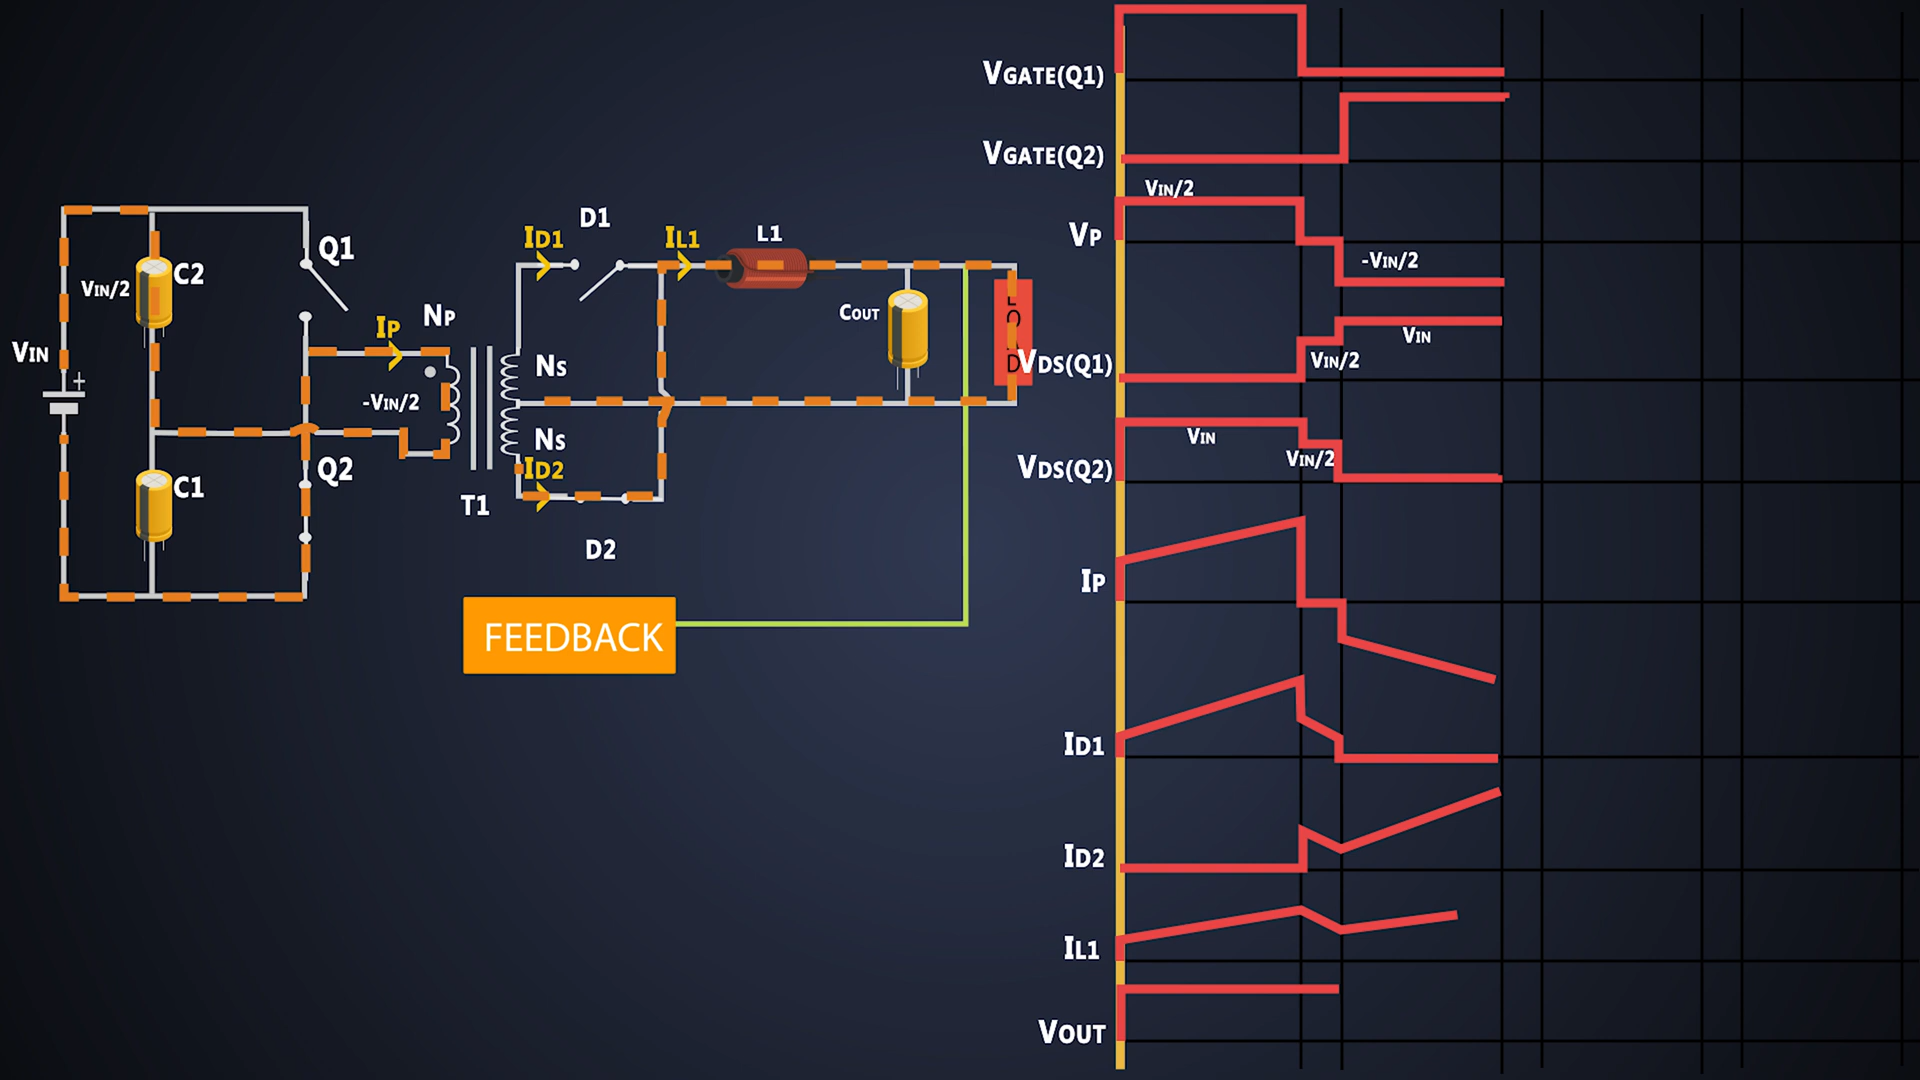 VIN
VIN/2
C2
C1
Q1
Q2
IP
NP
-VIN/2
T1
NS
NS
ID1
D1
ID2
D2
IL1
L1
COUT
LOAD
FEEDBACK
VGATE(Q1)
VGATE(Q2)
VIN/2
VP
-VIN/2
VDS(Q1)
VIN/2
VIN
VDS(Q2)
VIN
VIN/2
IP
ID1
ID2
IL1
VOUT